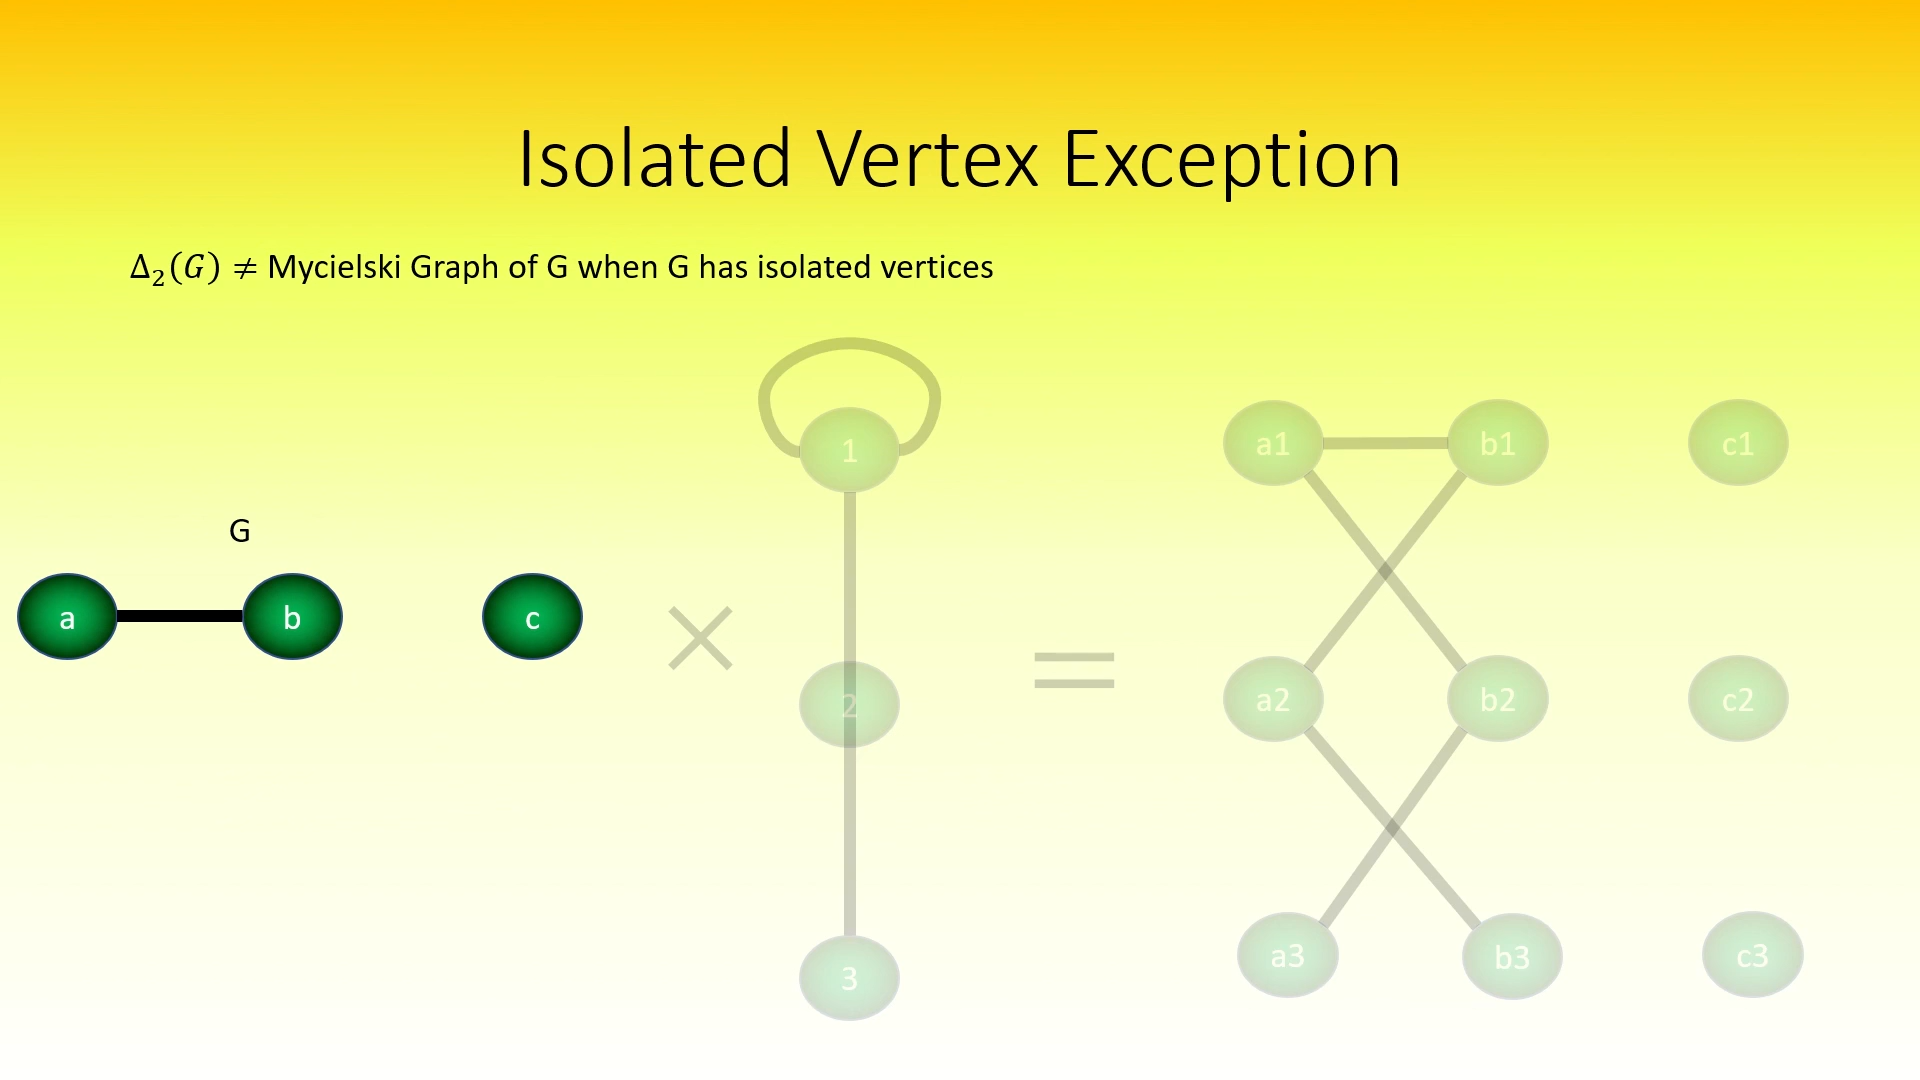 Isolated Vertex Exception
Δ₂(G) ≠ Mycielski Graph of G when G has isolated vertices
G
a b c
×
1
2
3
=
a1 b1 c1
a2 b2 c2
a3 b3 c3